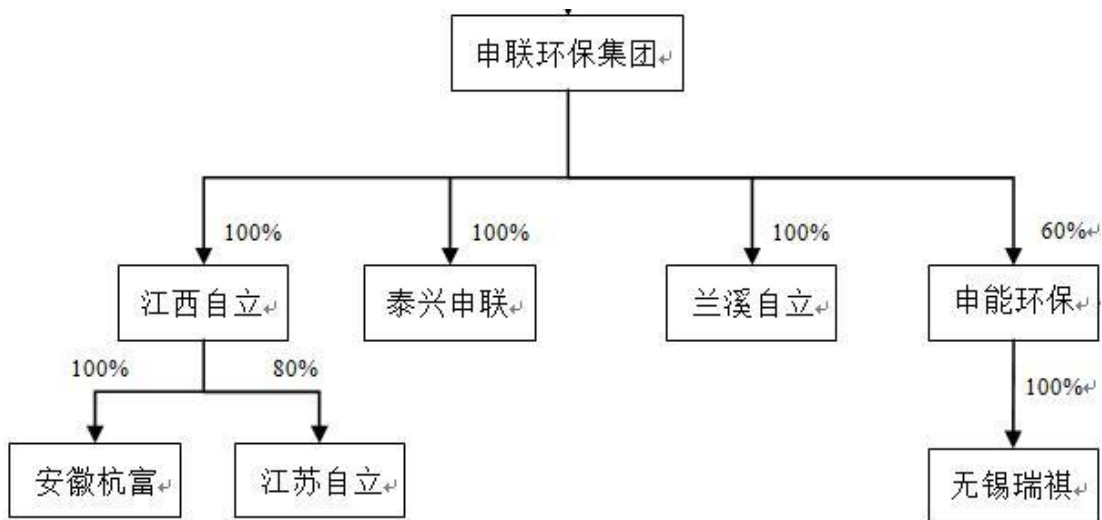 申联环保集团
100%
100%
100%
60%
江西自立
泰兴申联
兰溪自立
申能环保
100%
80%
100%
安徽杭富
江苏自立
无锡瑞祺